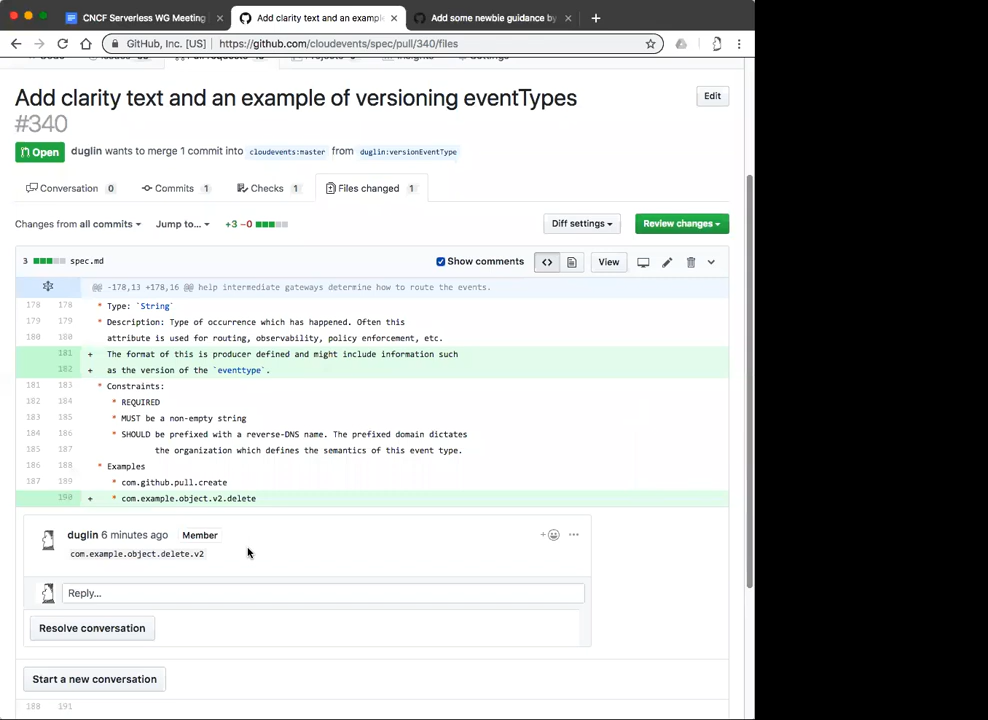 CNCF Serverless WG Meeting
Add clarity text and an example
Add some newbie guidance by
GitHub, Inc. [US]
https://github.com/cloudevents/spec/pull/340/files
Add clarity text and an example of versioning eventTypes
#340
Edit
Open
duglin wants to merge 1 commit into cloudevents:master from duglin:versionEventType
Conversation 0
Commits 1
Checks 1
Files changed 1
Changes from all commits
Jump to...
+3 −0
Diff settings
Review changes
3 spec.md
Show comments
View
@@ -178,13 +178,16 @@ help intermediate gateways determine how to route the events.
178 178 * Type: `String`
179 179 * Description: Type of occurrence which has happened. Often this
180 180 attribute is used for routing, observability, policy enforcement, etc.
181 + The format of this is producer defined and might include information such
182 + as the version of the `eventtype`.
181 183 * Constraints:
182 184 * REQUIRED
183 185 * MUST be a non-empty string
184 186 * SHOULD be prefixed with a reverse-DNS name. The prefixed domain dictates
185 187 the organization which defines the semantics of this event type.
186 188 * Examples
187 189 * com.github.pull.create
190 + * com.example.object.v2.delete
duglin 6 minutes ago Member
com.example.object.delete.v2
Reply...
Resolve conversation
Start a new conversation
188 191